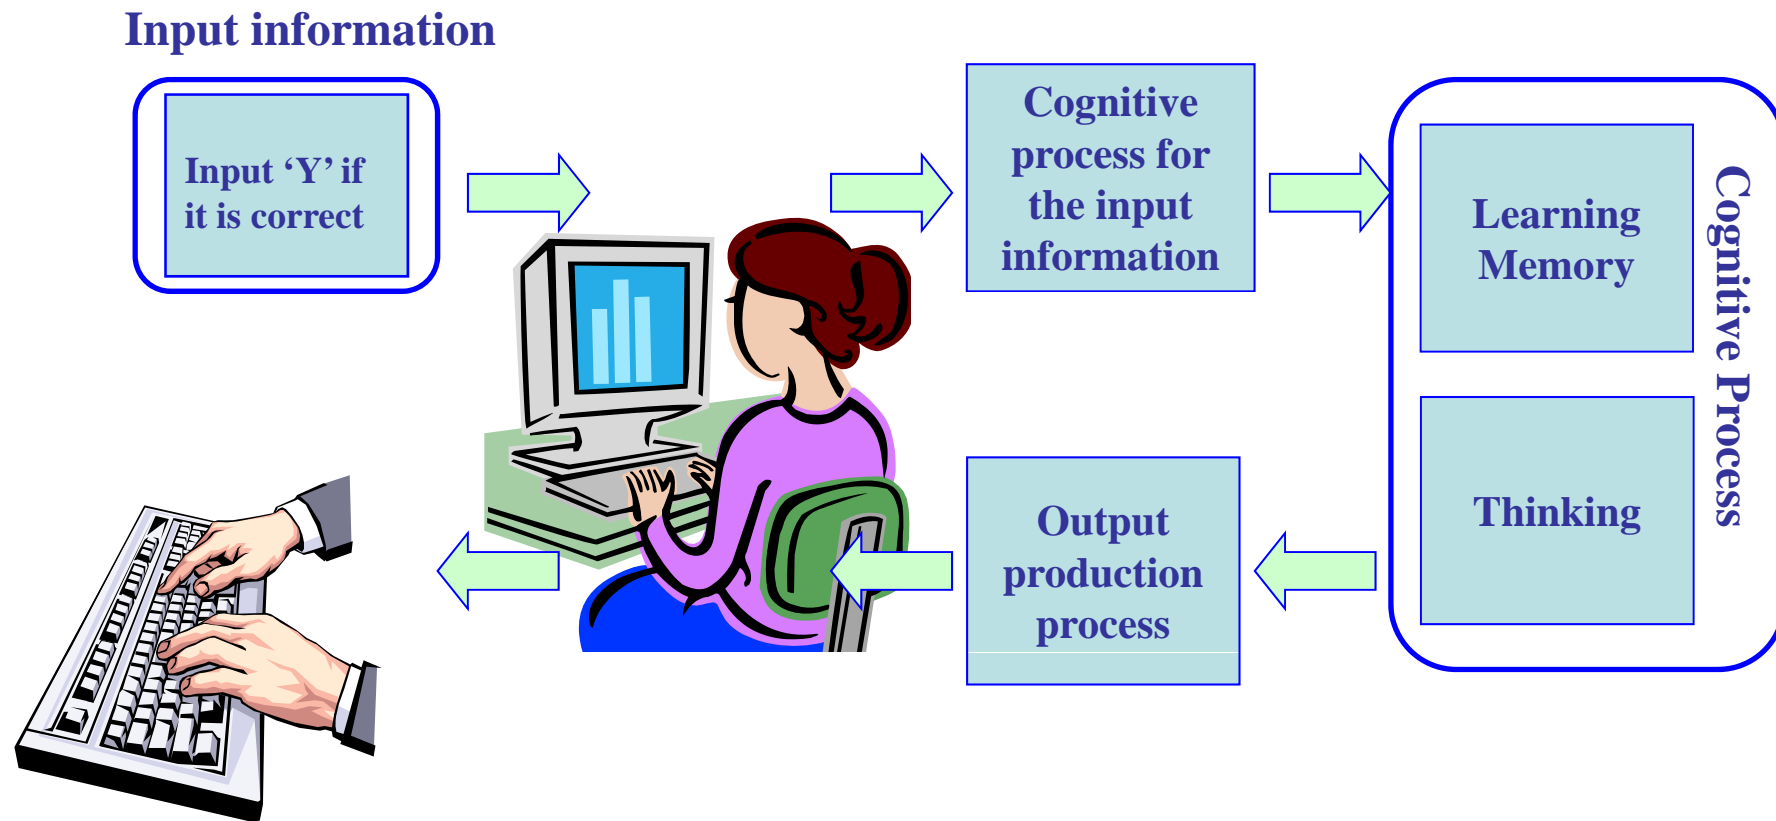 Input information
Input ‘Y’ if
it is correct
Cognitive
process for
the input
information
Learning
Memory
Thinking
Cognitive Process
Output
production
process